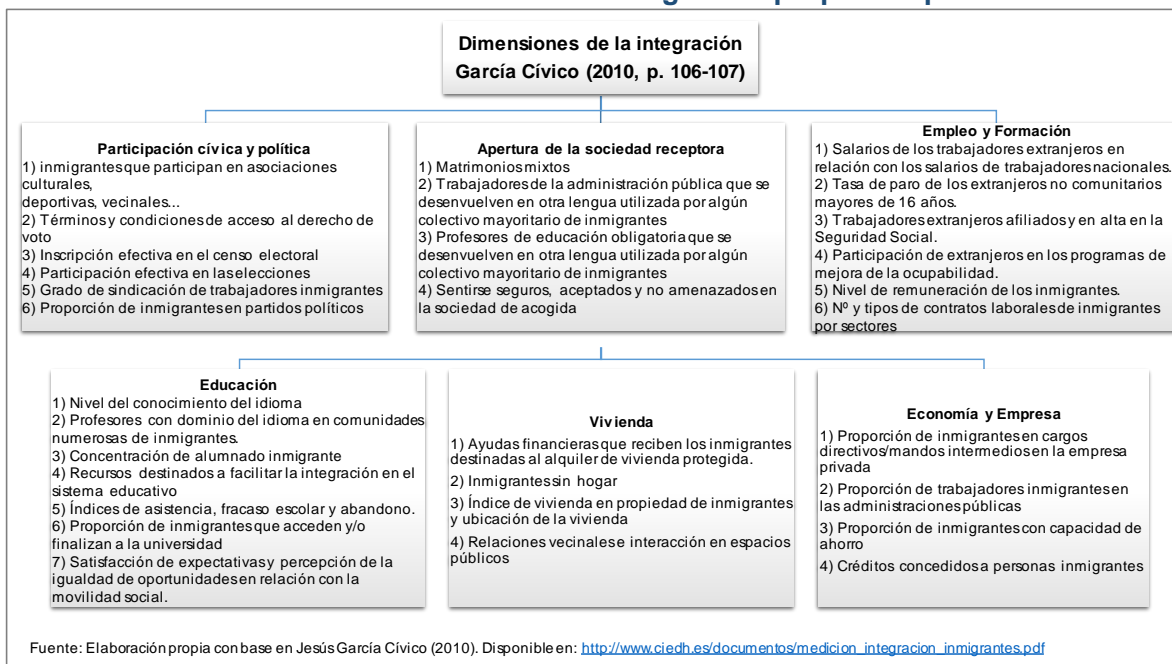 Dimensiones de la integración
García Cívico (2010, p. 106-107)
Participación cívica y política
1) inmigrantes que participan en asociaciones
culturales,
deportivas, vecinales...
2) Términos y condiciones de acceso al derecho de
voto
3) Inscripción efectiva en el censo electoral
4) Participación efectiva en las elecciones
5) Grado de sindicación de trabajadores inmigrantes
6) Proporción de inmigrantes en partidos políticos
Apertura de la sociedad receptora
1) Matrimonios mixtos
2) Trabajadores de la administración pública que se
desenvuelven en otra lengua utilizada por algún
colectivo mayoritario de inmigrantes
3) Profesores de educación obligatoria que se
desenvuelven en otra lengua utilizada por algún
colectivo mayoritario de inmigrantes
4) Sentirse seguros, aceptados y no amenazados en
la sociedad de acogida
Empleo y Formación
1) Salarios de los trabajadores extranjeros en
relación con los salarios de trabajadores nacionales.
2) Tasa de paro de los extranjeros no comunitarios
mayores de 16 años.
3) Trabajadores extranjeros afiliados y en alta en la
Seguridad Social.
4) Participación de extranjeros en los programas de
mejora de la ocupabilidad.
5) Nivel de remuneración de los inmigrantes.
6) Nº y tipos de contratos laborales de inmigrantes
por sectores
Educación
1) Nivel del conocimiento del idioma
2) Profesores con dominio del idioma en comunidades
numerosas de inmigrantes.
3) Concentración de alumnado inmigrante
4) Recursos destinados a facilitar la integración en el
sistema educativo
5) Índices de asistencia, fracaso escolar y abandono.
6) Proporción de inmigrantes que acceden y/o
finalizan a la universidad
7) Satisfacción de expectativas y percepción de la
igualdad de oportunidades en relación con la
movilidad social.
Vivienda
1) Ayudas financieras que reciben los inmigrantes
destinadas al alquiler de vivienda protegida.
2) Inmigrantes sin hogar
3) Índice de vivienda en propiedad de inmigrantes
y ubicación de la vivienda
4) Relaciones vecinales e interacción en espacios
públicos
Economía y Empresa
1) Proporción de inmigrantes en cargos
directivos/mandos intermedios en la empresa
privada
2) Proporción de trabajadores inmigrantes en
las administraciones públicas
3) Proporción de inmigrantes con capacidad de
ahorro
4) Créditos concedidos a personas inmigrantes
Fuente: Elaboración propia con base en Jesús García Cívico (2010). Disponible en: http://www.ciedh.es/documentos/medicion_integracion_inmigrantes.pdf